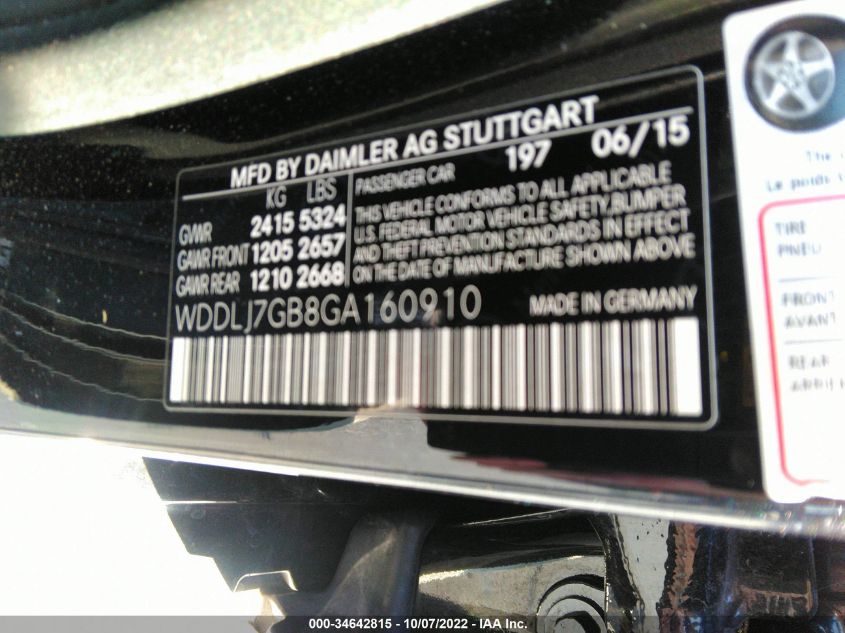 MFD BY DAIMLER AG STUTTGART
KG LBS
GVWR 2415 5324
GAWR FRONT 1205 2657
GAWR REAR 1210 2668
PASSENGER CAR 197 06/15
THIS VEHICLE CONFORMS TO ALL APPLICABLE
U.S. FEDERAL MOTOR VEHICLE SAFETY, BUMPER
AND THEFT PREVENTION STANDARDS IN EFFECT
ON THE DATE OF MANUFACTURE SHOWN ABOVE
WDDLJ7GB8GA160910
MADE IN GERMANY
The
Le poids
TIRE
PNEU
FRONT
AVANT
REAR
000-34642815 - 10/07/2022 - IAA Inc.